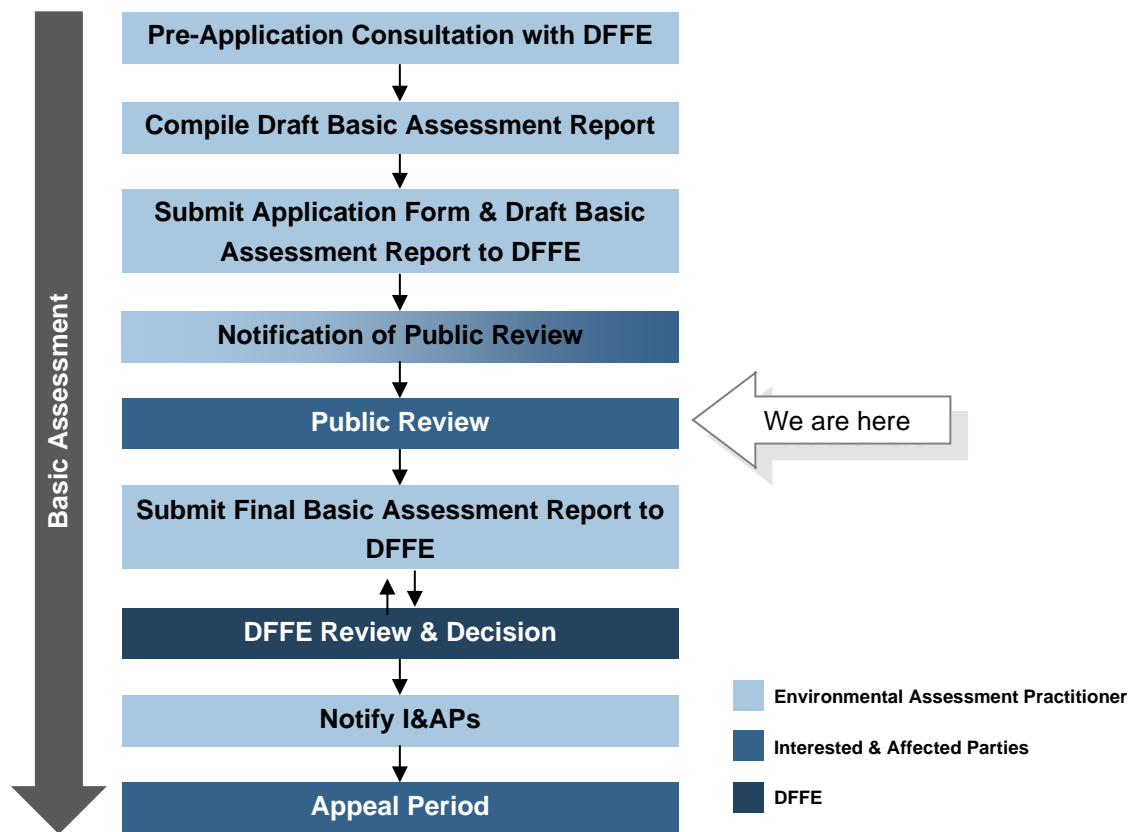 Pre-Application Consultation with DFFE
Compile Draft Basic Assessment Report
Submit Application Form & Draft Basic
Assessment Report to DFFE
Notification of Public Review
Public Review
We are here
Submit Final Basic Assessment Report to
DFFE
DFFE Review & Decision
Notify I&APs
Appeal Period
Basic Assessment
Environmental Assessment Practitioner
Interested & Affected Parties
DFFE